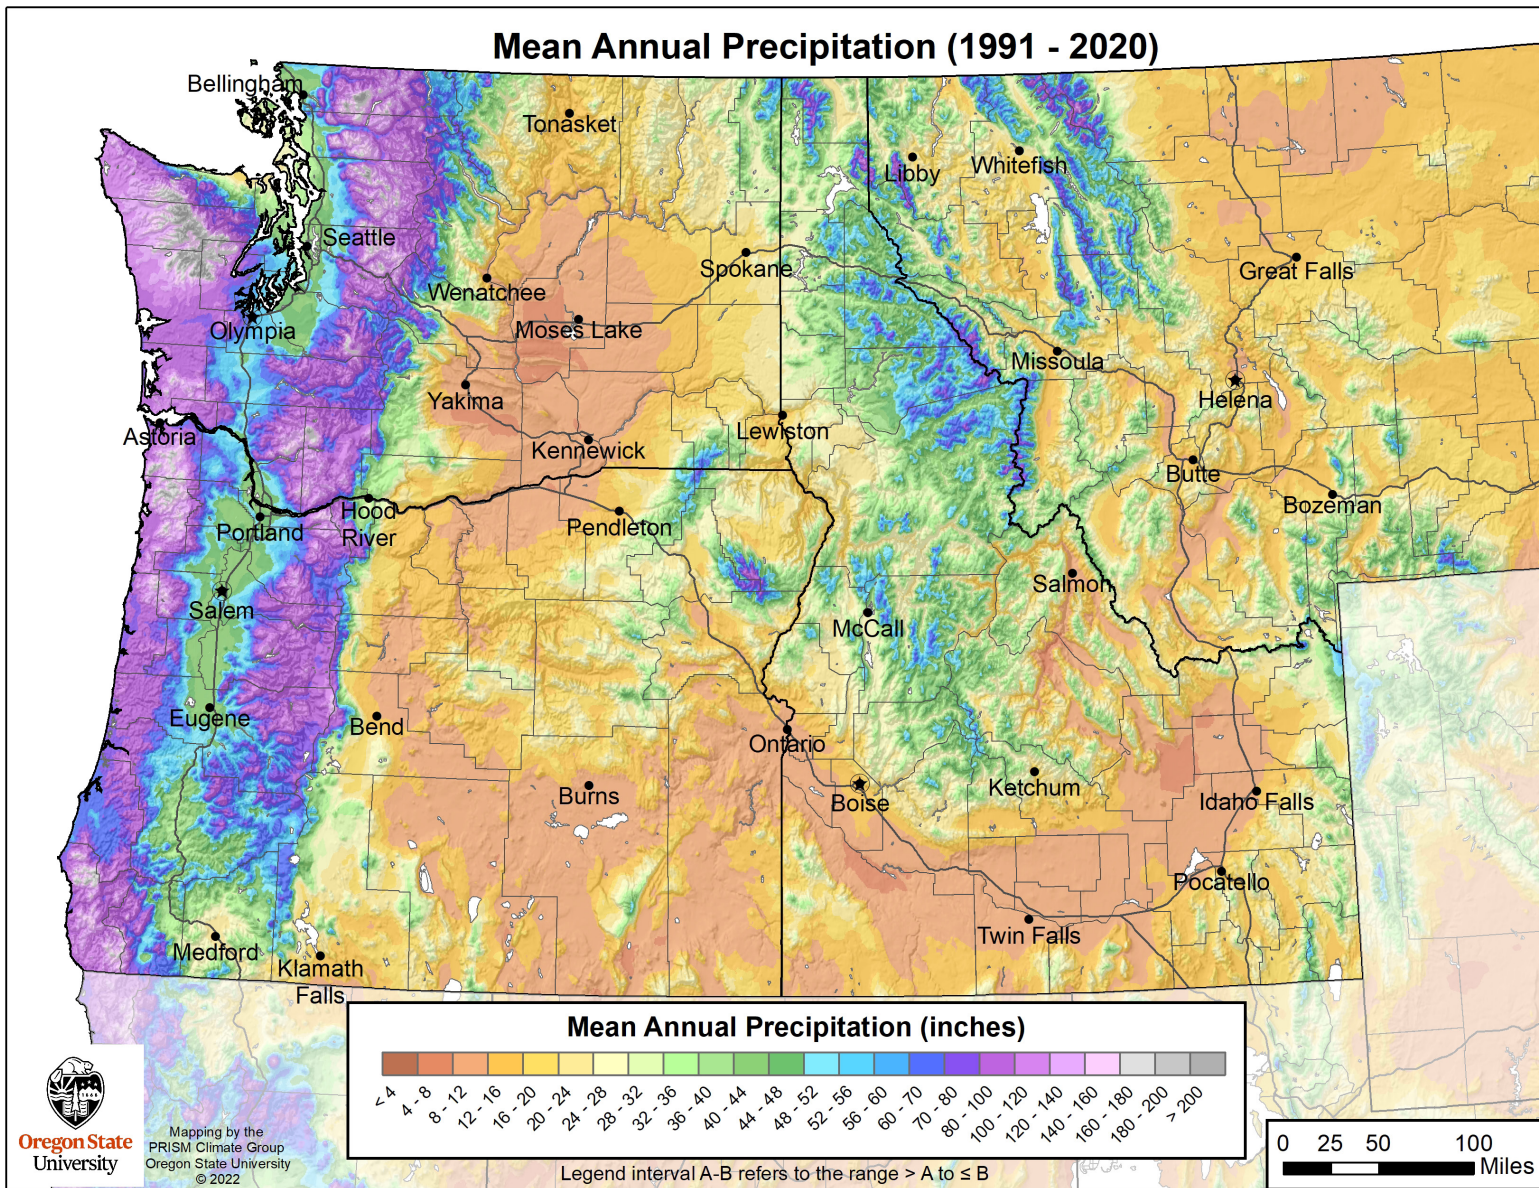 Mean Annual Precipitation (1991 - 2020)
Bellingham
Tonasket
Libby
Whitefish
Seattle
Spokane
Great Falls
Wenatchee
Olympia
Moses Lake
Missoula
Yakima
Helena
Astoria
Lewiston
Kennewick
Butte
Bozeman
Hood
River
Portland
Pendleton
Salmon
Salem
McCall
Eugene
Bend
Ontario
Burns
Boise
Ketchum
Idaho Falls
Pocatello
Twin Falls
Medford
Klamath
Falls
Mean Annual Precipitation (inches)
< 4
4 - 8
8 - 12
12 - 16
16 - 20
20 - 24
24 - 28
28 - 32
32 - 36
36 - 40
40 - 44
44 - 48
48 - 52
52 - 56
56 - 60
60 - 70
70 - 80
80 - 100
100 - 120
120 - 140
140 - 160
160 - 180
180 - 200
> 200
Legend interval A-B refers to the range > A to ≤ B
Oregon State
University
Mapping by the
PRISM Climate Group
Oregon State University
© 2022
0 25 50 100
Miles